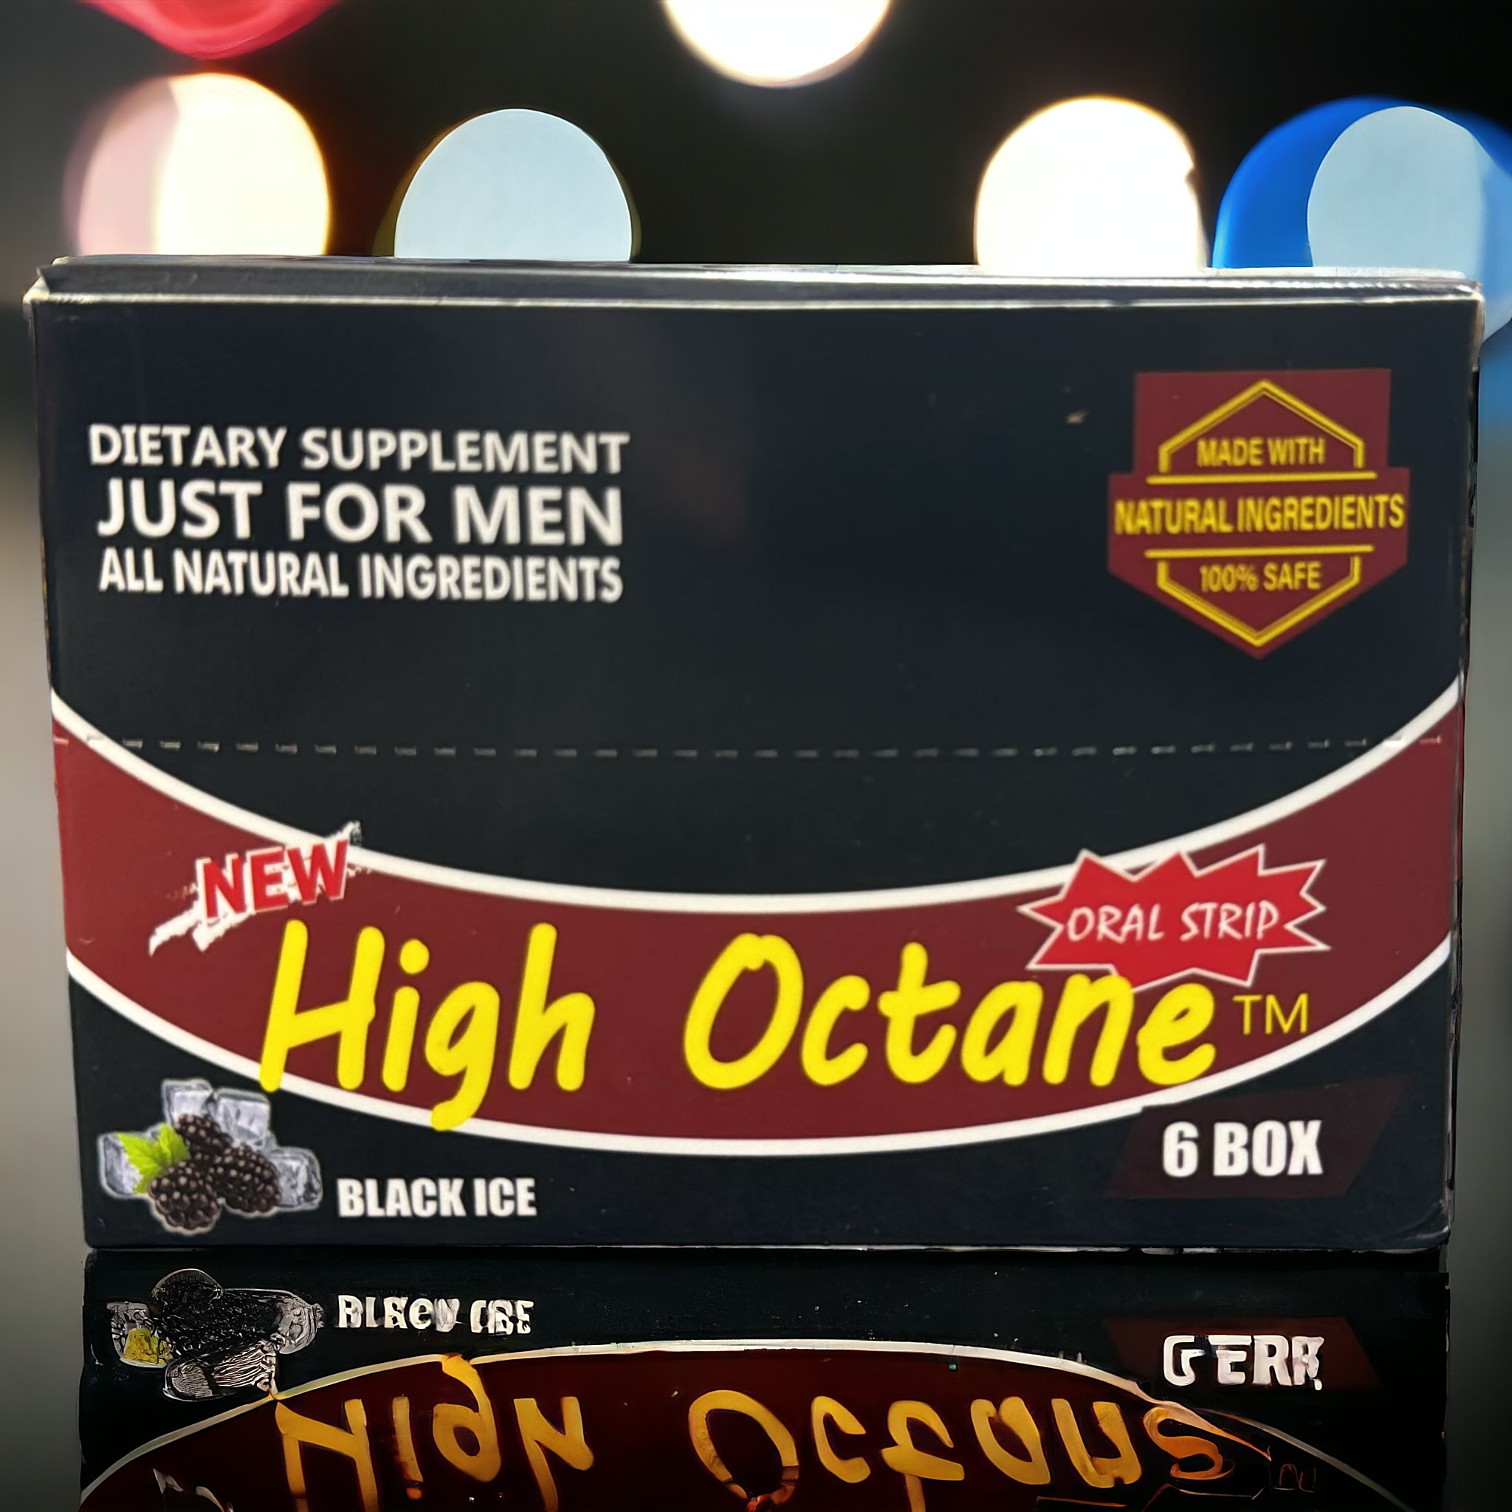 DIETARY SUPPLEMENT
JUST FOR MEN
ALL NATURAL INGREDIENTS
MADE WITH
NATURAL INGREDIENTS
100% SAFE
NEW
ORAL STRIP
High Octane™
6 BOX
BLACK ICE